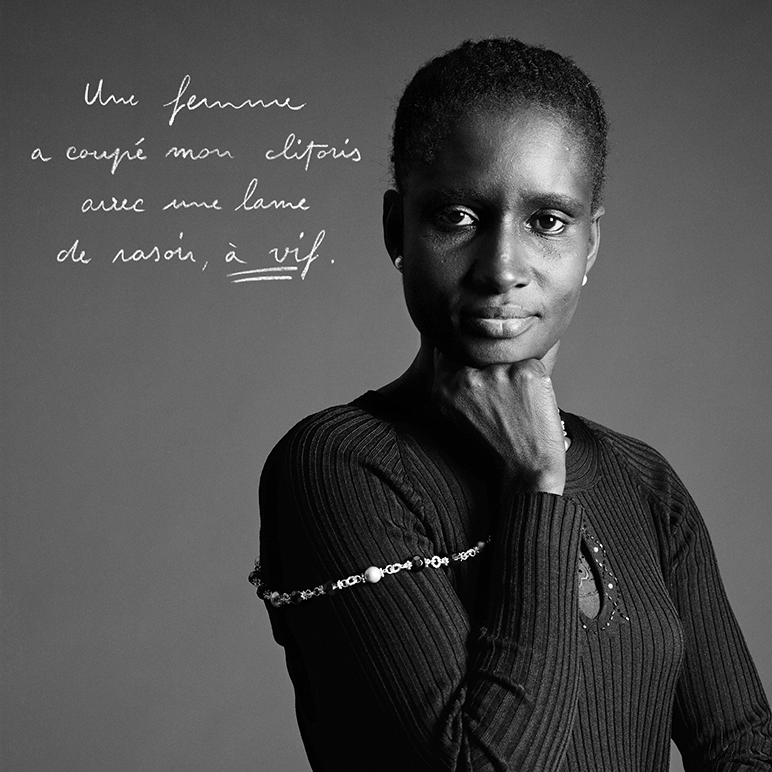 Une femme
a coupé mon clitoris
avec une lame
de rasoir, à vif.